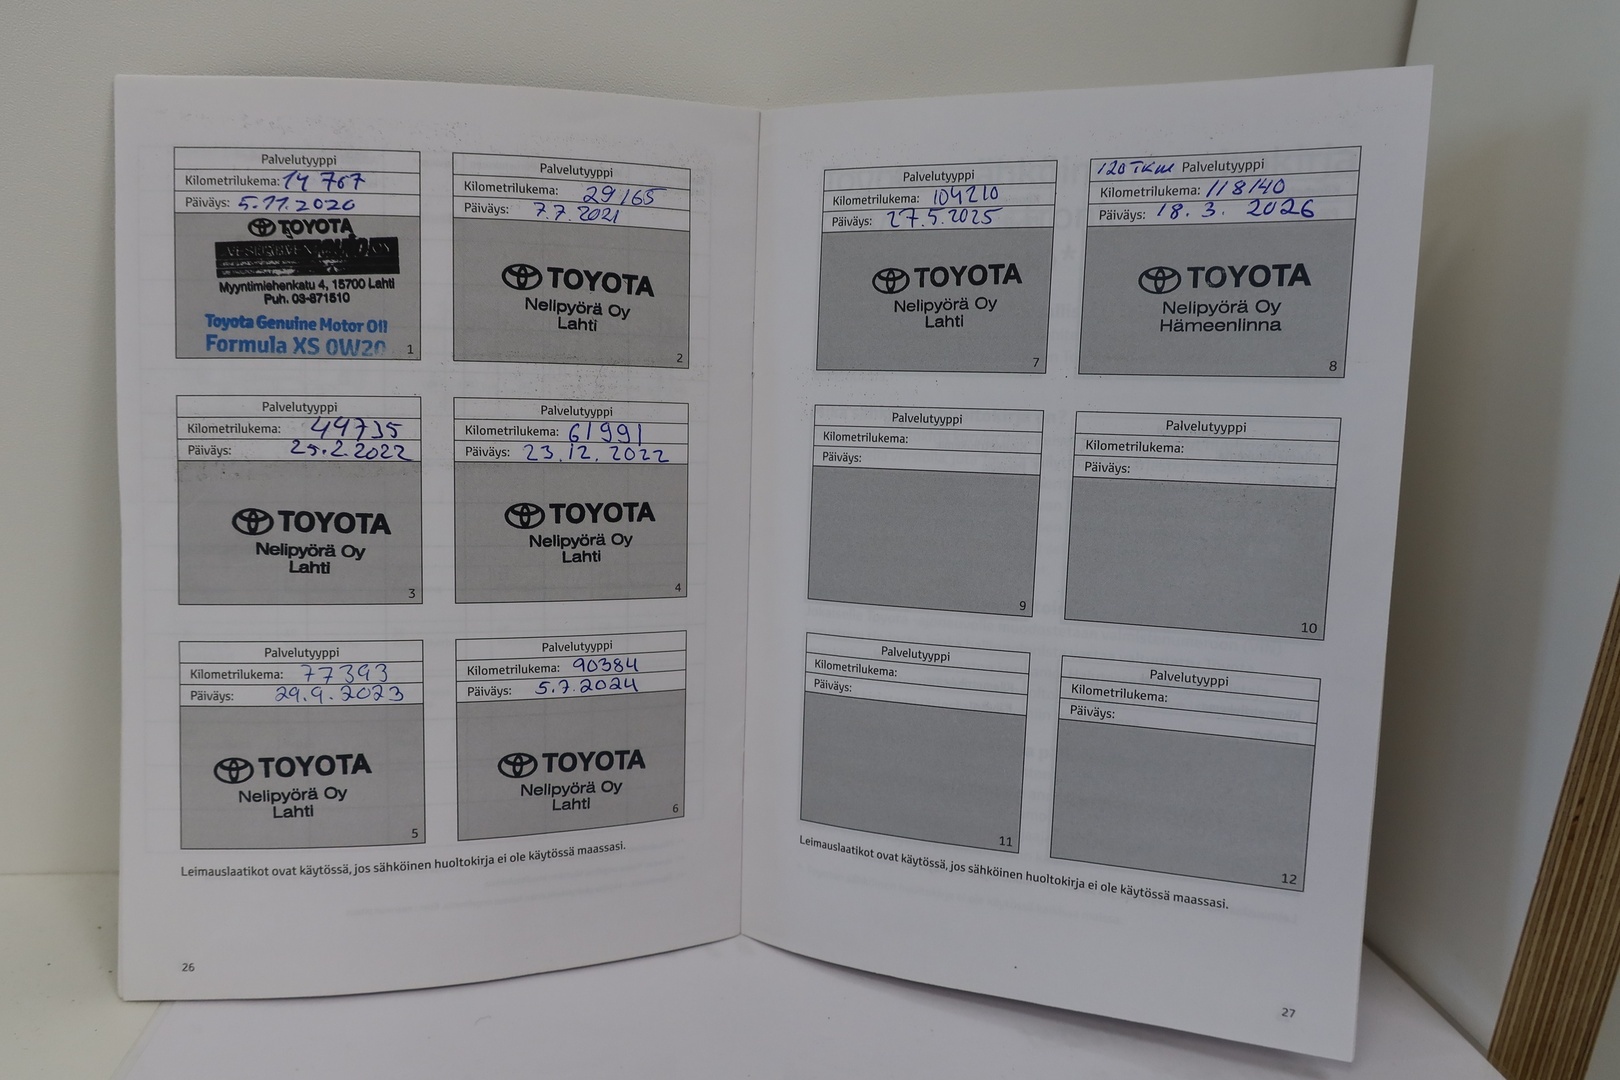 Palvelutyyppi
Kilometrilukema: 14 767
Päiväys: 5.11.2020
TOYOTA
Myyntimiehenkatu 4, 15700 Lahti
Puh. 03-871510
Toyota Genuine Motor Oil
Formula XS 0W20
1
Palvelutyyppi
Kilometrilukema: 29165
Päiväys: 7.7.2021
TOYOTA
Nelipyörä Oy
Lahti
2
Palvelutyyppi
Kilometrilukema: 49735
Päiväys: 25.2.2022
TOYOTA
Nelipyörä Oy
Lahti
3
Palvelutyyppi
Kilometrilukema: 61991
Päiväys: 23.12.2022
TOYOTA
Nelipyörä Oy
Lahti
4
Palvelutyyppi
Kilometrilukema: 77393
Päiväys: 29.9.2023
TOYOTA
Nelipyörä Oy
Lahti
5
Palvelutyyppi
Kilometrilukema: 90384
Päiväys: 5.7.2024
TOYOTA
Nelipyörä Oy
Lahti
6
Leimauslaatikot ovat käytössä, jos sähköinen huoltokirja ei ole käytössä maassasi.
26
Palvelutyyppi
Kilometrilukema: 104210
Päiväys: 27.5.2025
TOYOTA
Nelipyörä Oy
Lahti
7
120 TKM Palvelutyyppi
Kilometrilukema: 118140
Päiväys: 18. 3. 2026
TOYOTA
Nelipyörä Oy
Hämeenlinna
8
Palvelutyyppi
Kilometrilukema:
Päiväys:
9
Palvelutyyppi
Kilometrilukema:
Päiväys:
10
Palvelutyyppi
Kilometrilukema:
Päiväys:
11
Palvelutyyppi
Kilometrilukema:
Päiväys:
12
Leimauslaatikot ovat käytössä, jos sähköinen huoltokirja ei ole käytössä maassasi.
27